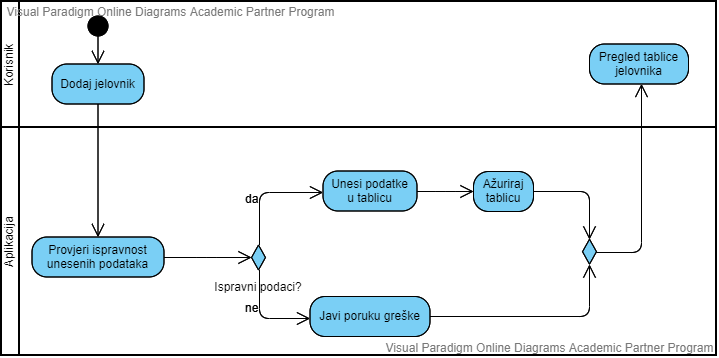 Visual Paradigm Online Diagrams Academic Partner Program
Korisnik
Dodaj jelovnik
Pregled tablice
jelovnika
Aplikacija
Provjeri ispravnost
unesenih podataka
Ispravni podaci?
da
Unesi podatke
u tablicu
Ažuriraj
tablicu
ne
Javi poruku greške
Visual Paradigm Online Diagrams Academic Partner Program